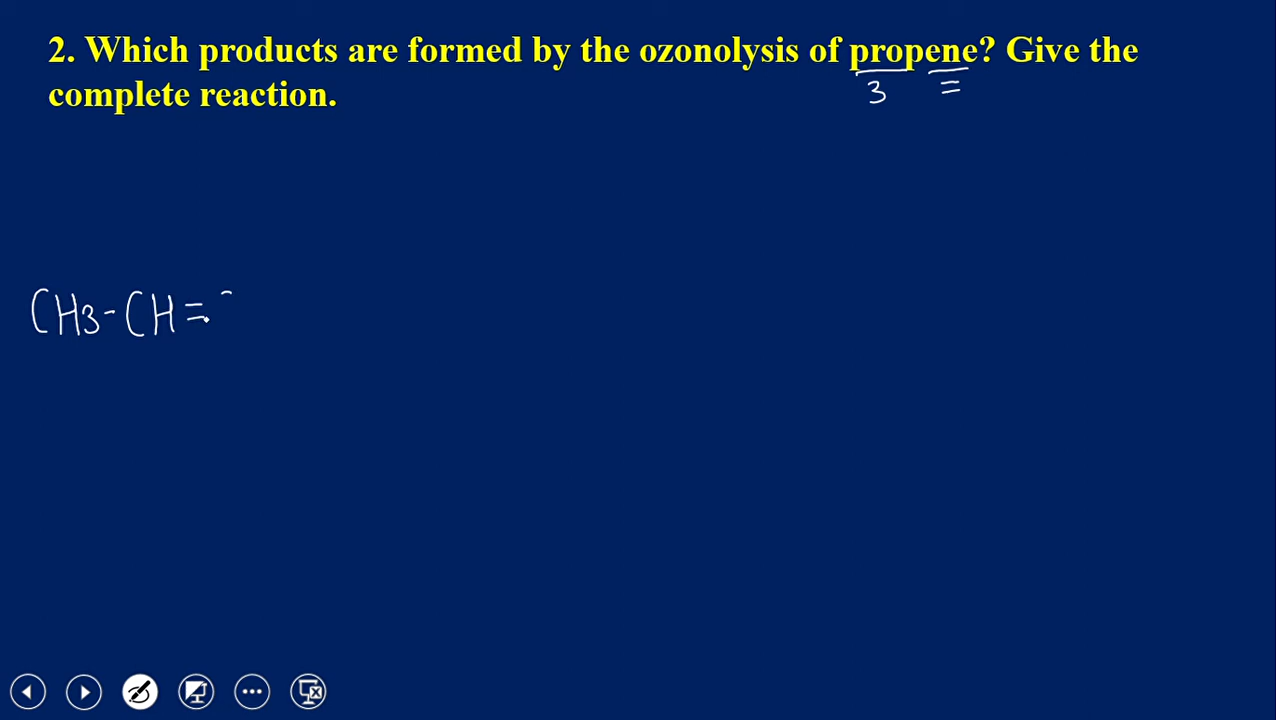 2. Which products are formed by the ozonolysis of propene? Give the
3 =
complete reaction.
CH3-CH=